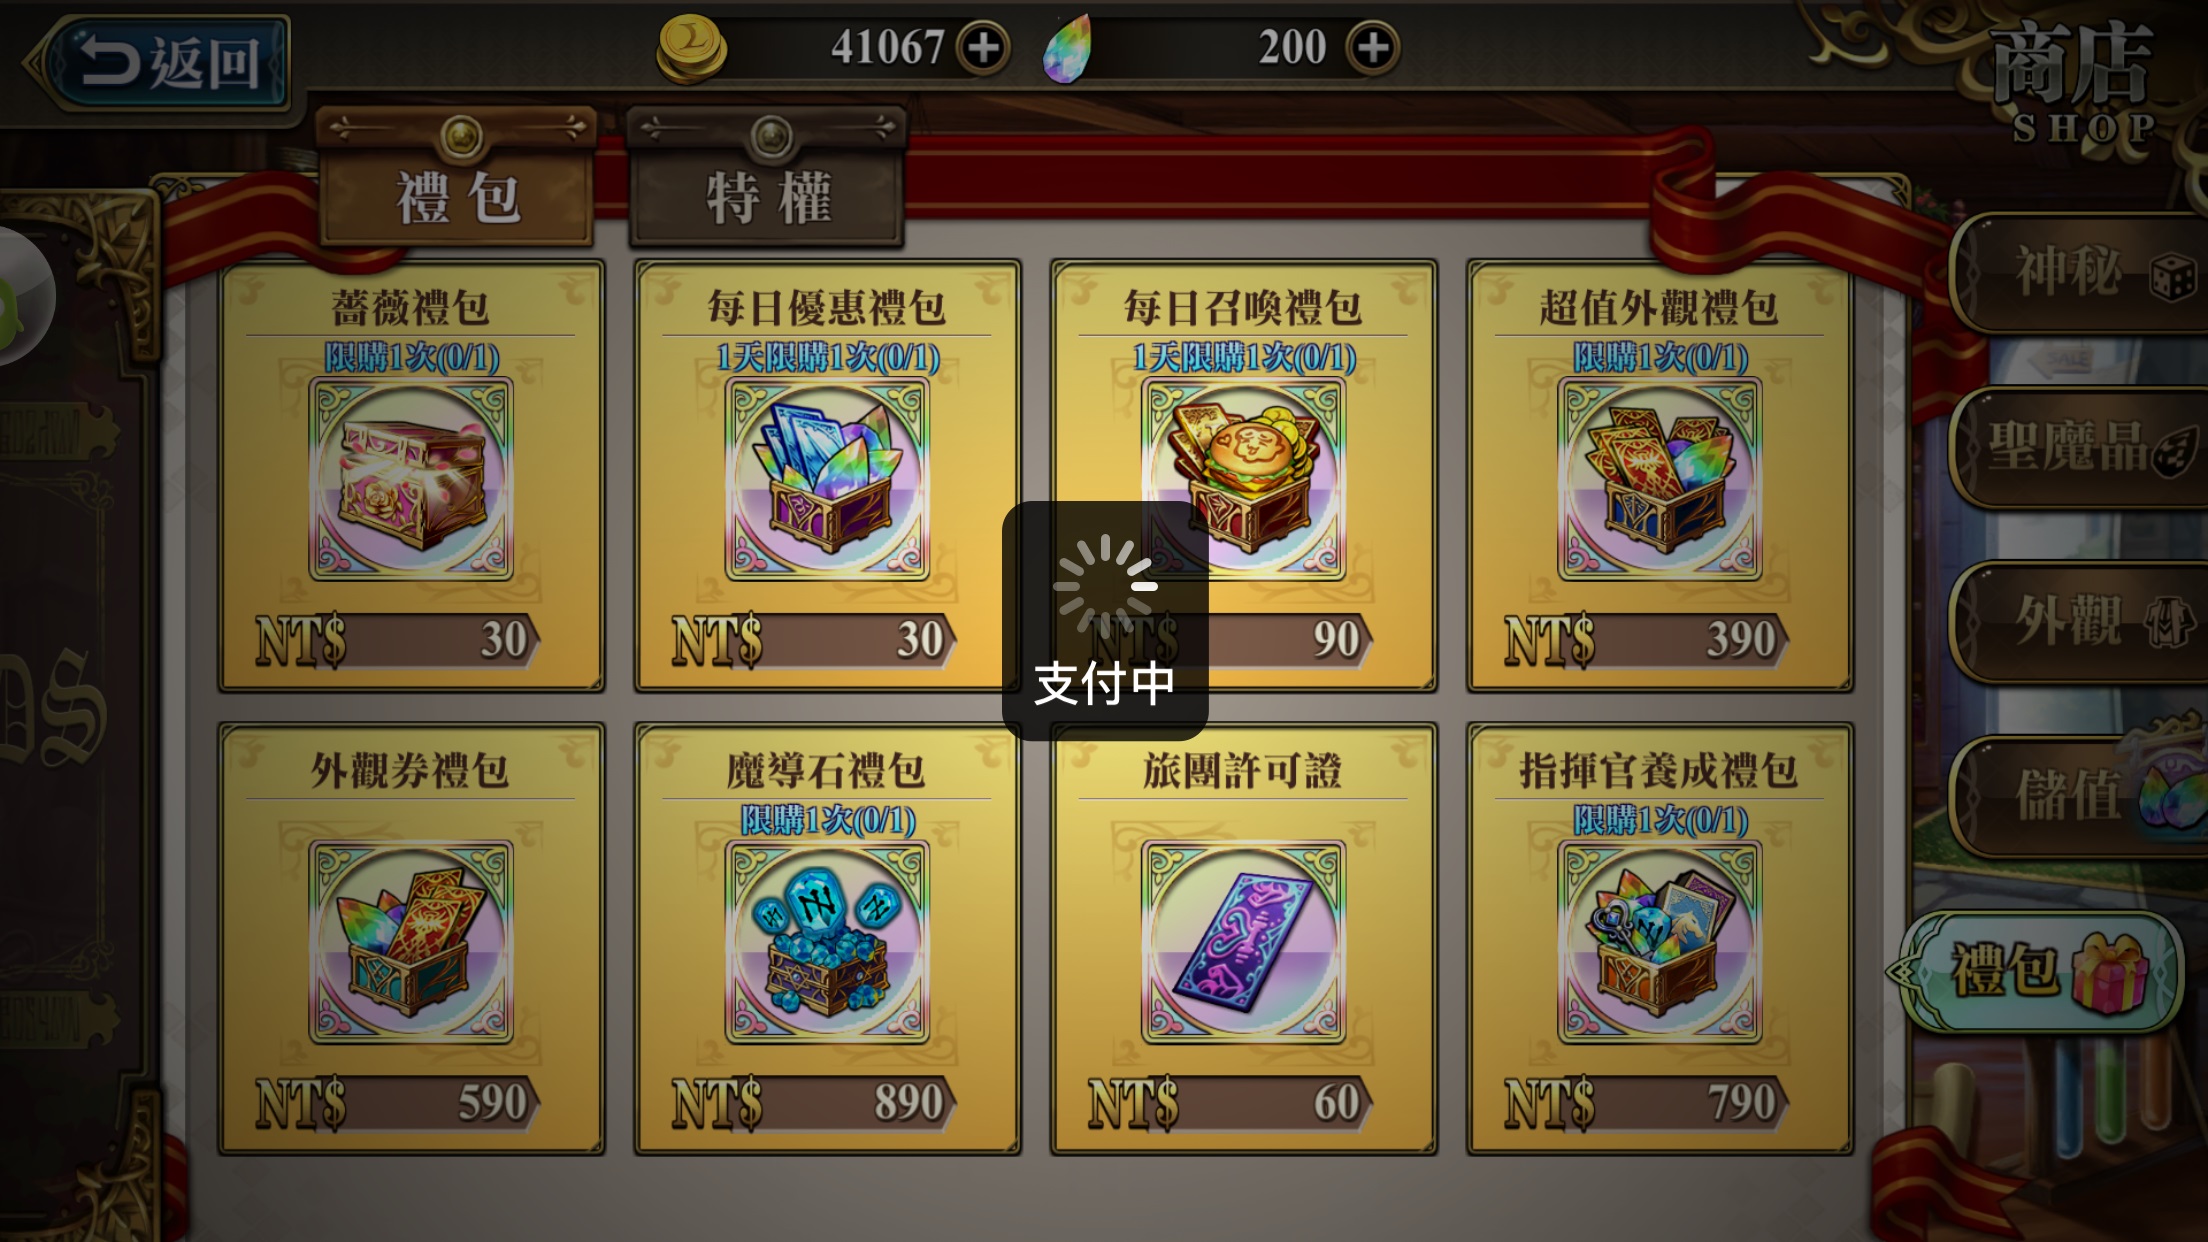 返回
41067
200
商店
SHOP
禮包
特權
薔薇禮包
限購1次(0/1)
NT$ 30
每日優惠禮包
1天限購1次(0/1)
NT$ 30
每日召喚禮包
1天限購1次(0/1)
NT$ 90
超值外觀禮包
限購1次(0/1)
NT$ 390
支付中
外觀券禮包
NT$ 590
魔導石禮包
限購1次(0/1)
NT$ 890
旅團許可證
NT$ 60
指揮官養成禮包
限購1次(0/1)
NT$ 790
神秘
SALE
聖魔晶
外觀
儲值
禮包
DS